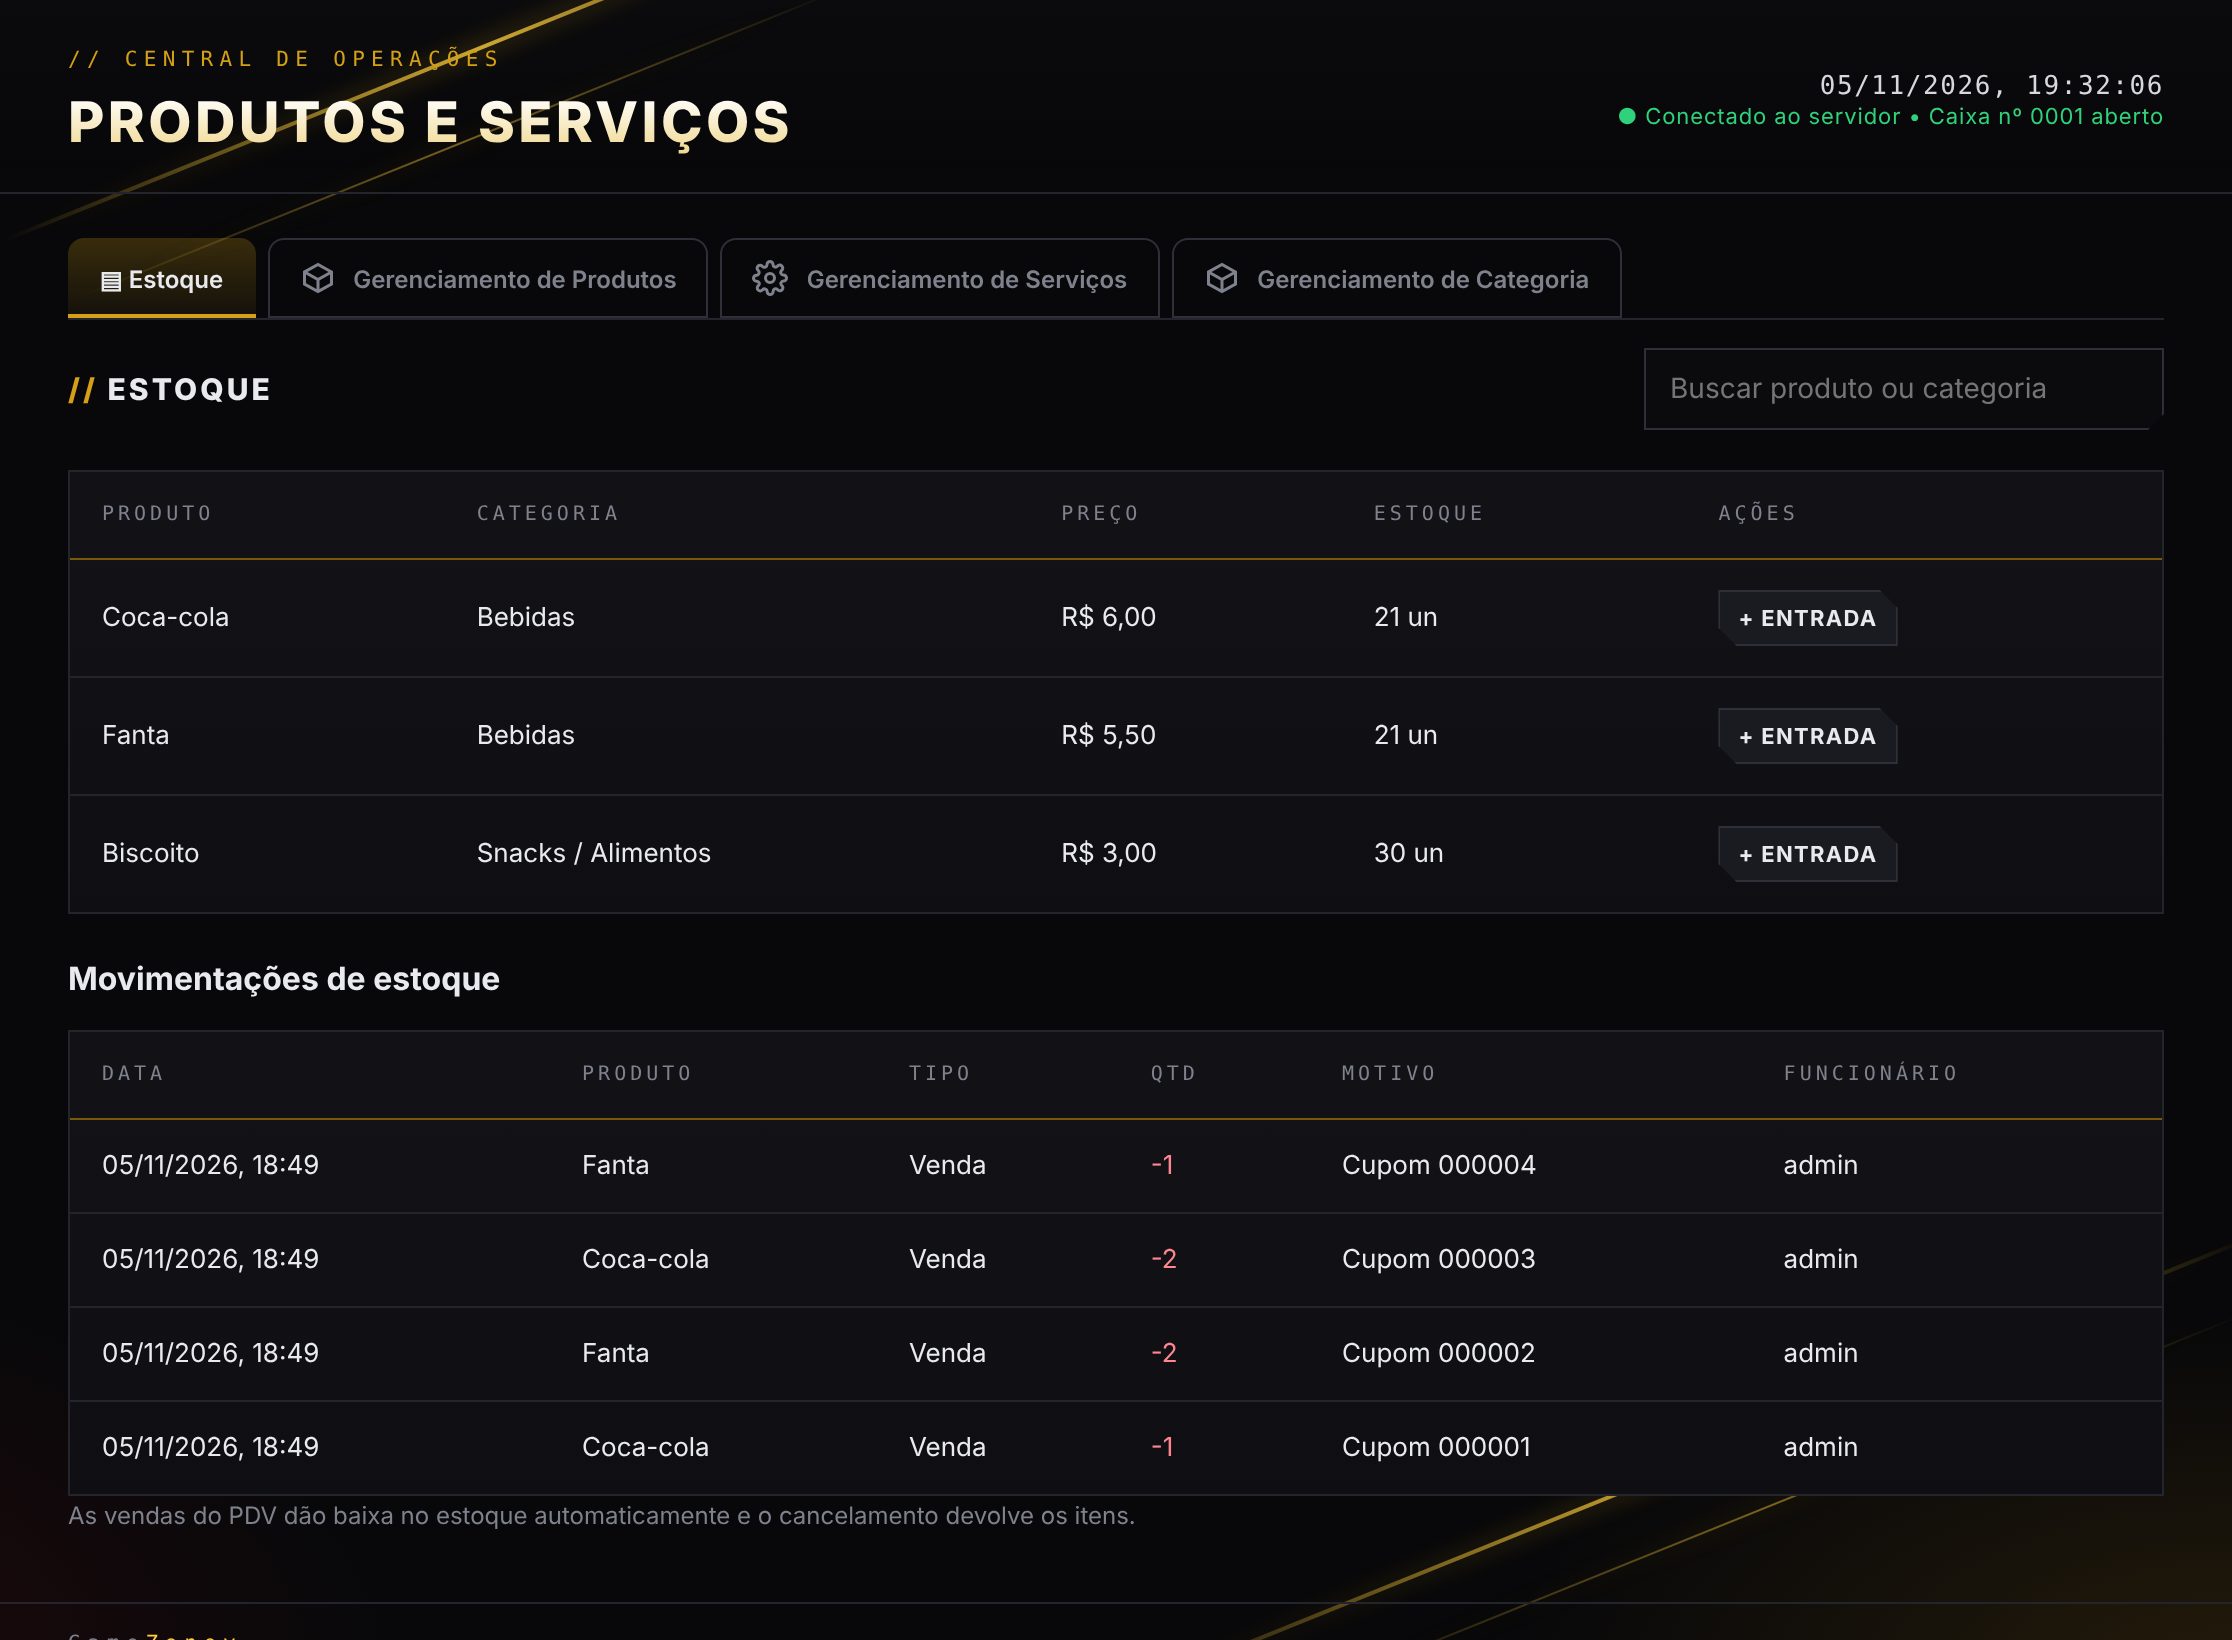 // CENTRAL DE OPERAÇÕES
PRODUTOS E SERVIÇOS
05/11/2026, 19:32:06
Conectado ao servidor • Caixa nº 0001 aberto
Estoque
Gerenciamento de Produtos
Gerenciamento de Serviços
Gerenciamento de Categoria
// ESTOQUE
Buscar produto ou categoria
PRODUTO CATEGORIA PREÇO ESTOQUE AÇÕES
Coca-cola Bebidas R$ 6,00 21 un + ENTRADA
Fanta Bebidas R$ 5,50 21 un + ENTRADA
Biscoito Snacks / Alimentos R$ 3,00 30 un + ENTRADA
Movimentações de estoque
DATA PRODUTO TIPO QTD MOTIVO FUNCIONÁRIO
05/11/2026, 18:49 Fanta Venda -1 Cupom 000004 admin
05/11/2026, 18:49 Coca-cola Venda -2 Cupom 000003 admin
05/11/2026, 18:49 Fanta Venda -2 Cupom 000002 admin
05/11/2026, 18:49 Coca-cola Venda -1 Cupom 000001 admin
As vendas do PDV dão baixa no estoque automaticamente e o cancelamento devolve os itens.